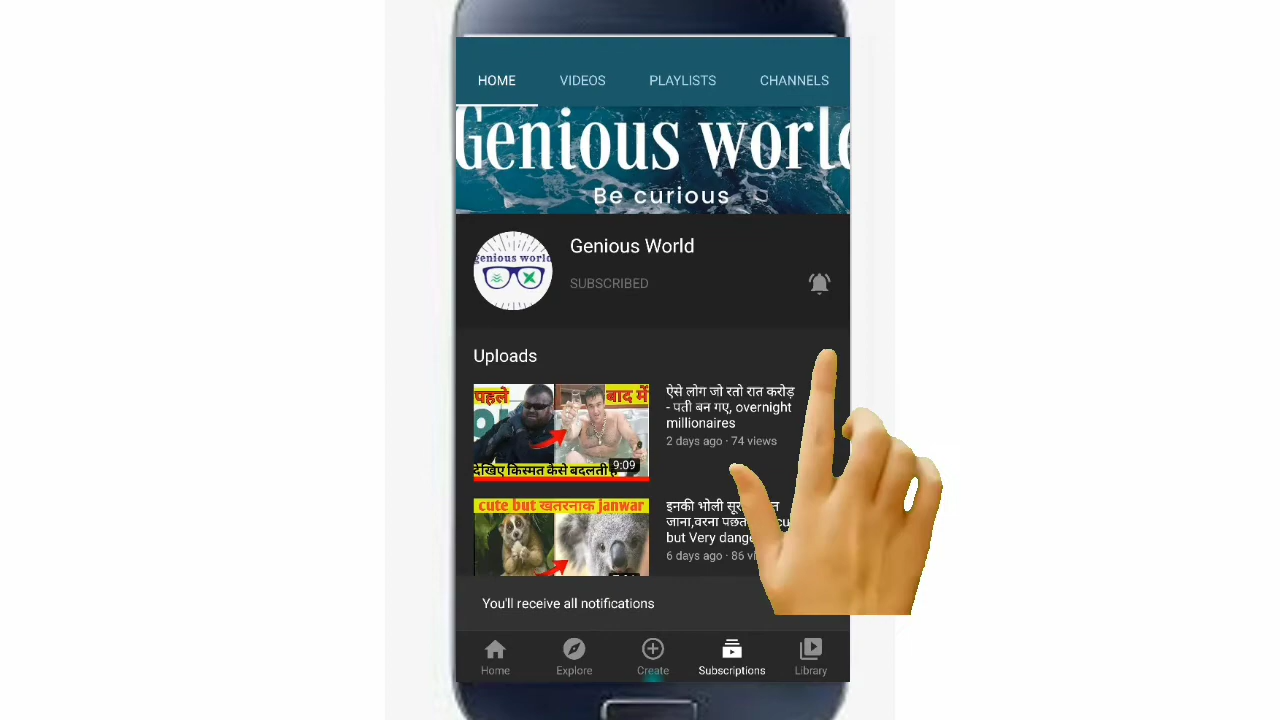 HOME VIDEOS PLAYLISTS CHANNELS
Genious world
Be curious
genious world
Genious World
SUBSCRIBED
Uploads
पहले बाद में
देखिए किस्मत कैसे बदलती है
9:09
ऐसे लोग जो रतो रात करोड़
- पती बन गए, overnight
millionaires
2 days ago · 74 views
cute but खतरनाक janwar
इनकी भोली
जाना,वरना
but Very
6 days ago · 86
You'll receive all notifications
Home Explore Create Subscriptions Library